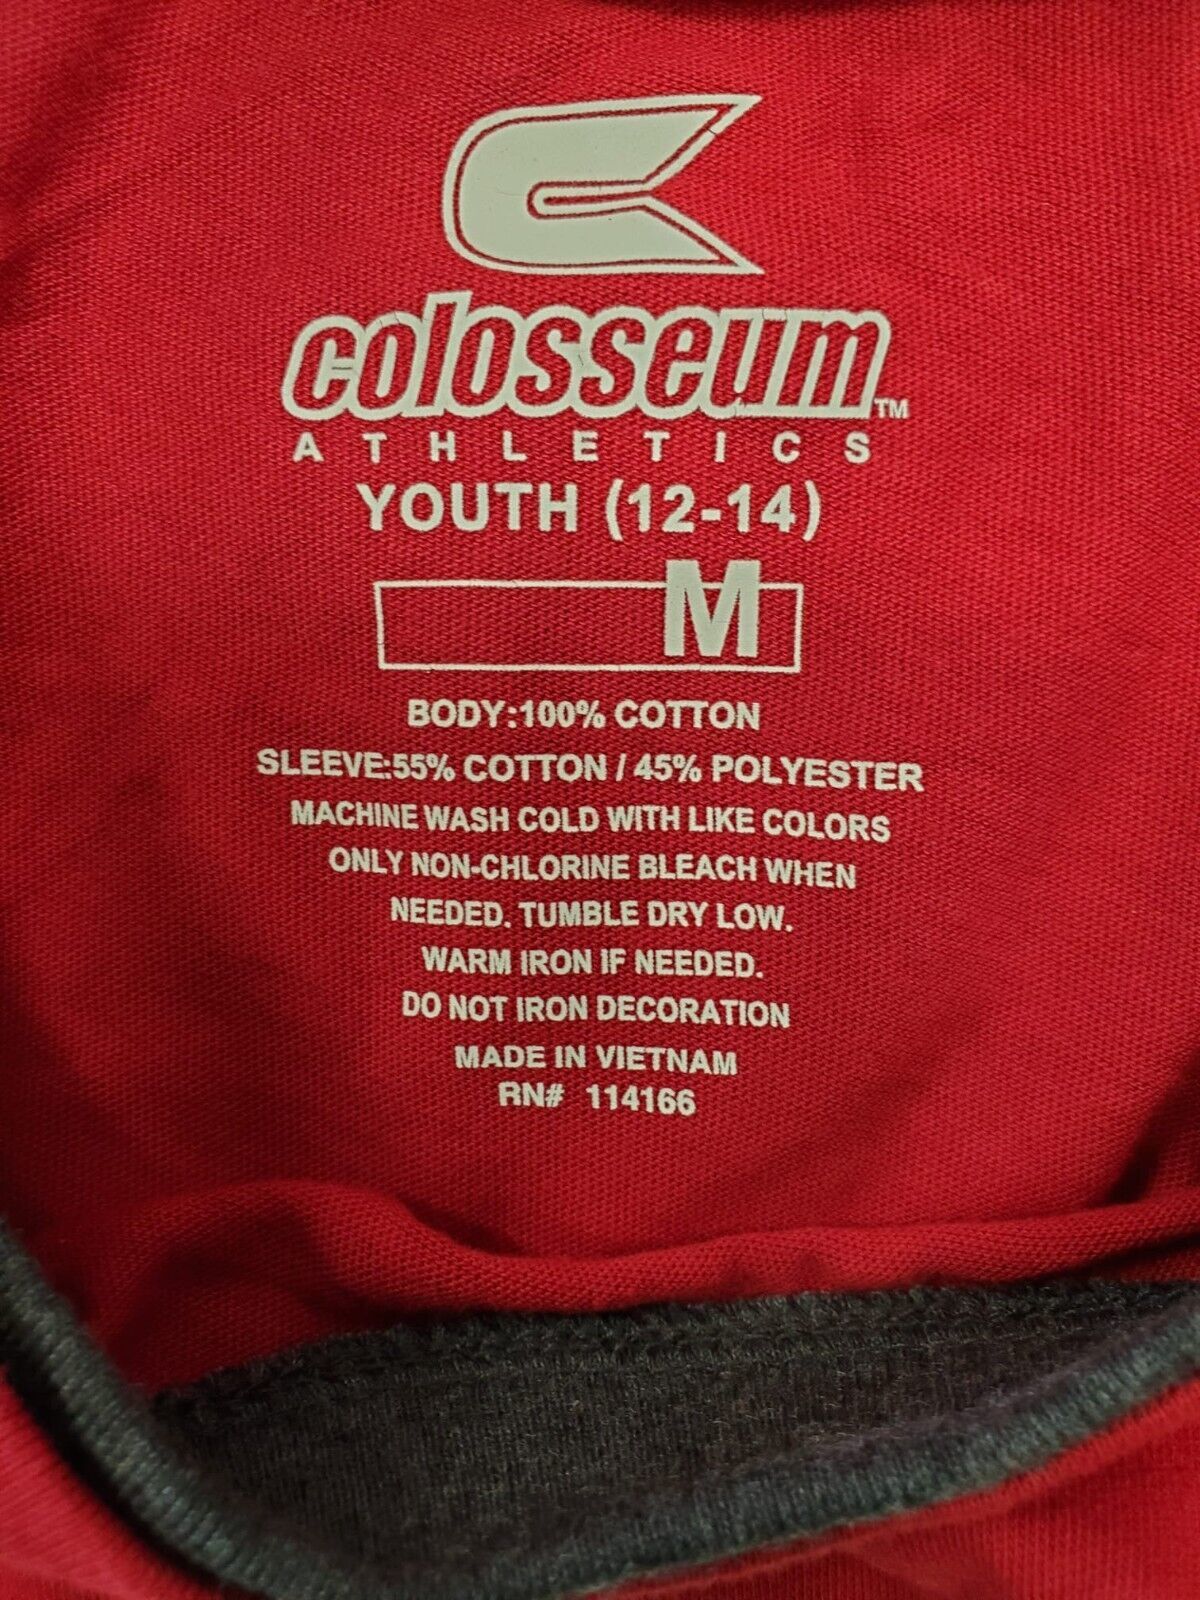 colosseum™
ATHLETICS
YOUTH (12-14)
M
BODY:100% COTTON
SLEEVE:55% COTTON / 45% POLYESTER
MACHINE WASH COLD WITH LIKE COLORS
ONLY NON-CHLORINE BLEACH WHEN
NEEDED. TUMBLE DRY LOW.
WARM IRON IF NEEDED.
DO NOT IRON DECORATION
MADE IN VIETNAM
RN# 114166